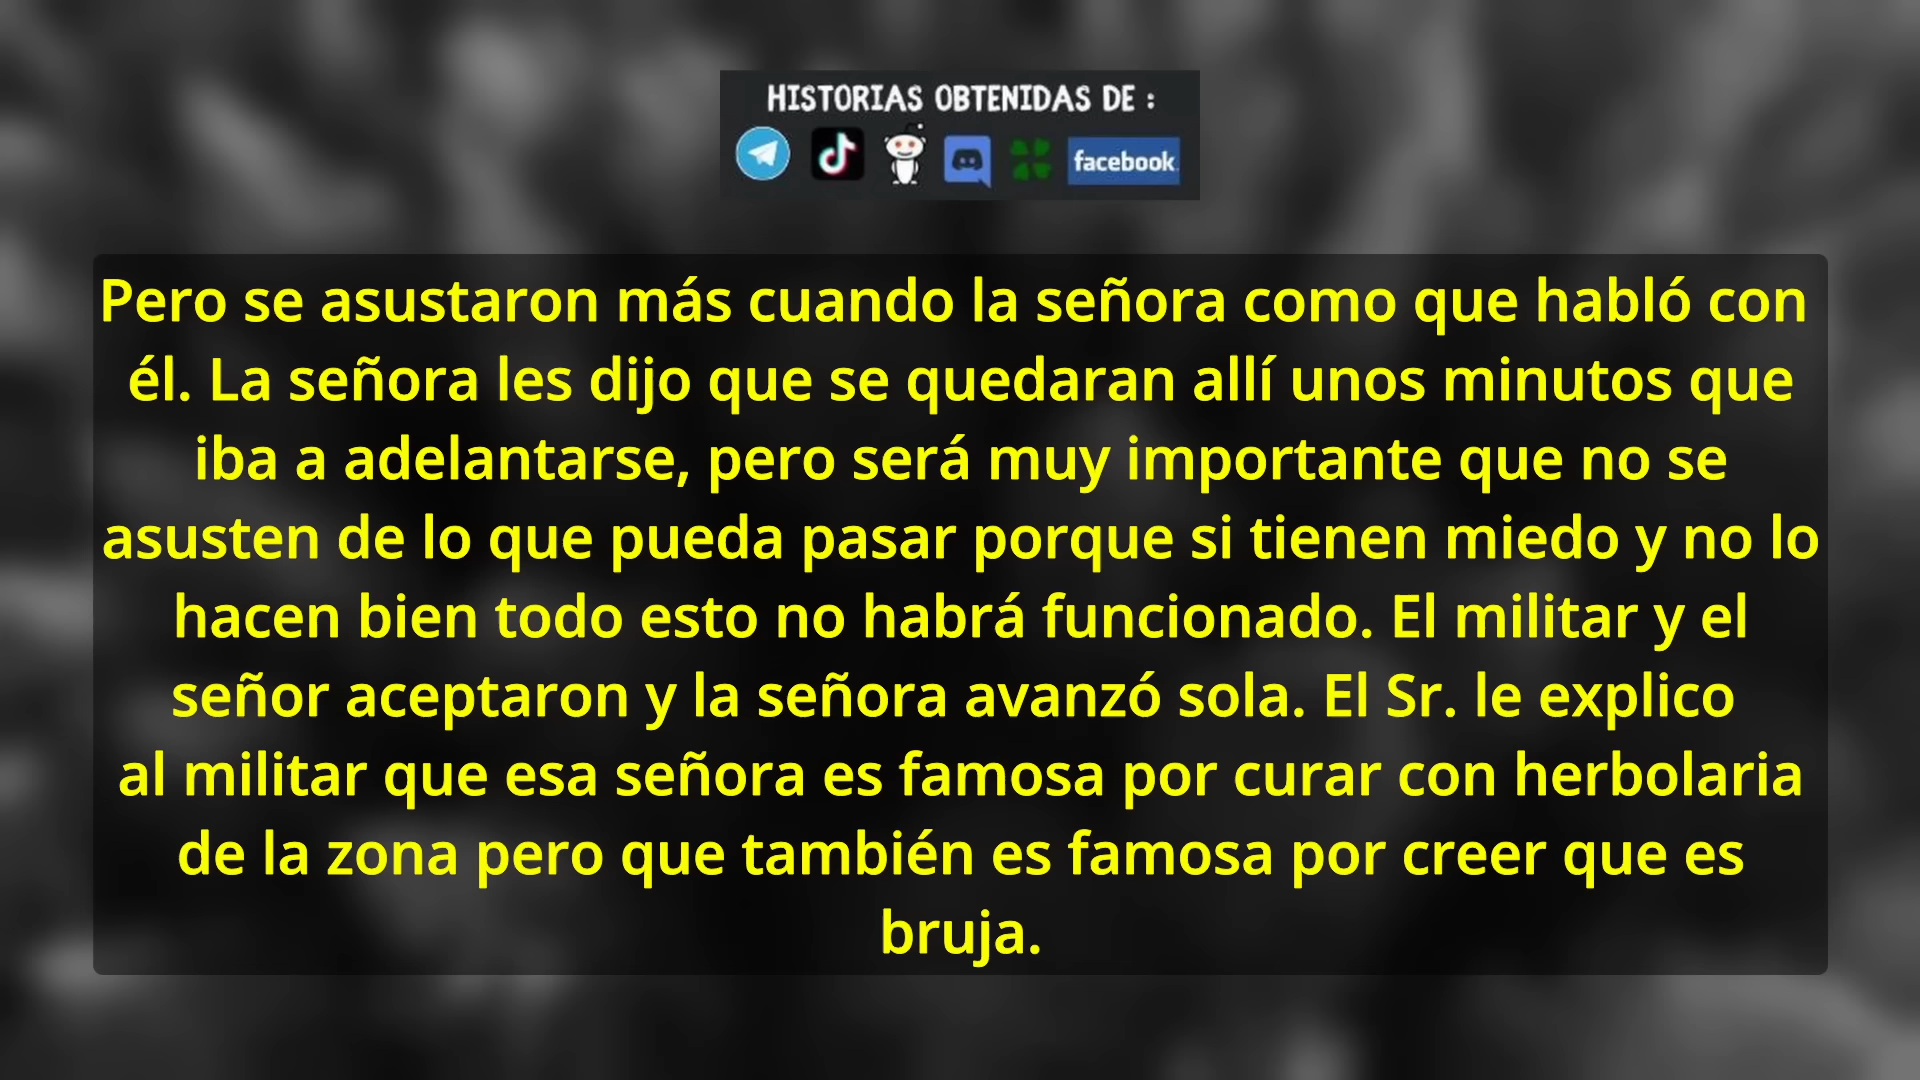 HISTORIAS OBTENIDAS DE :
facebook
Pero se asustaron más cuando la señora como que habló con
él. La señora les dijo que se quedaran allí unos minutos que
iba a adelantarse, pero será muy importante que no se
asusten de lo que pueda pasar porque si tienen miedo y no lo
hacen bien todo esto no habrá funcionado. El militar y el
señor aceptaron y la señora avanzó sola. El Sr. le explico
al militar que esa señora es famosa por curar con herbolaria
de la zona pero que también es famosa por creer que es
bruja.